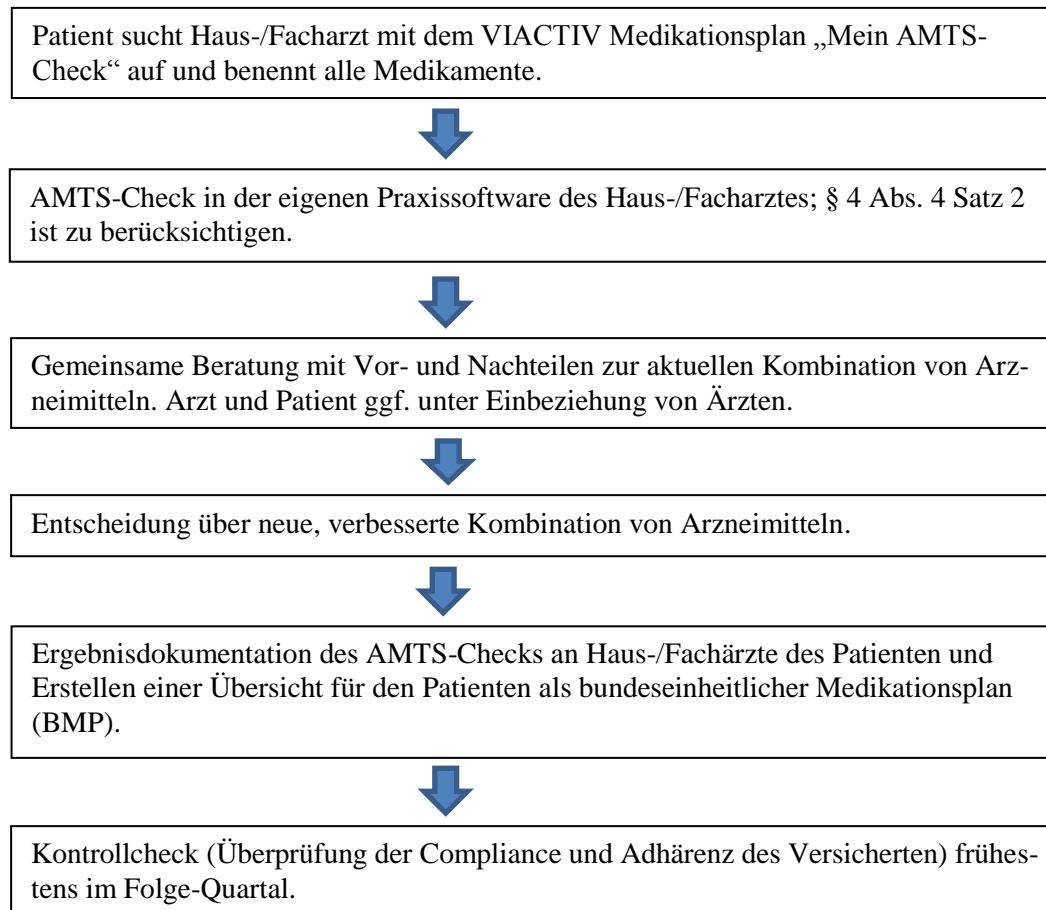 Patient sucht Haus-/Facharzt mit dem VIACTIV Medikationsplan „Mein AMTS-
Check“ auf und benennt alle Medikamente.
AMTS-Check in der eigenen Praxissoftware des Haus-/Facharztes; § 4 Abs. 4 Satz 2
ist zu berücksichtigen.
Gemeinsame Beratung mit Vor- und Nachteilen zur aktuellen Kombination von Arz-
neimitteln. Arzt und Patient ggf. unter Einbeziehung von Ärzten.
Entscheidung über neue, verbesserte Kombination von Arzneimitteln.
Ergebnisdokumentation des AMTS-Checks an Haus-/Fachärzte des Patienten und
Erstellen einer Übersicht für den Patienten als bundeseinheitlicher Medikationsplan
(BMP).
Kontrollcheck (Überprüfung der Compliance und Adhärenz des Versicherten) frühes-
tens im Folge-Quartal.